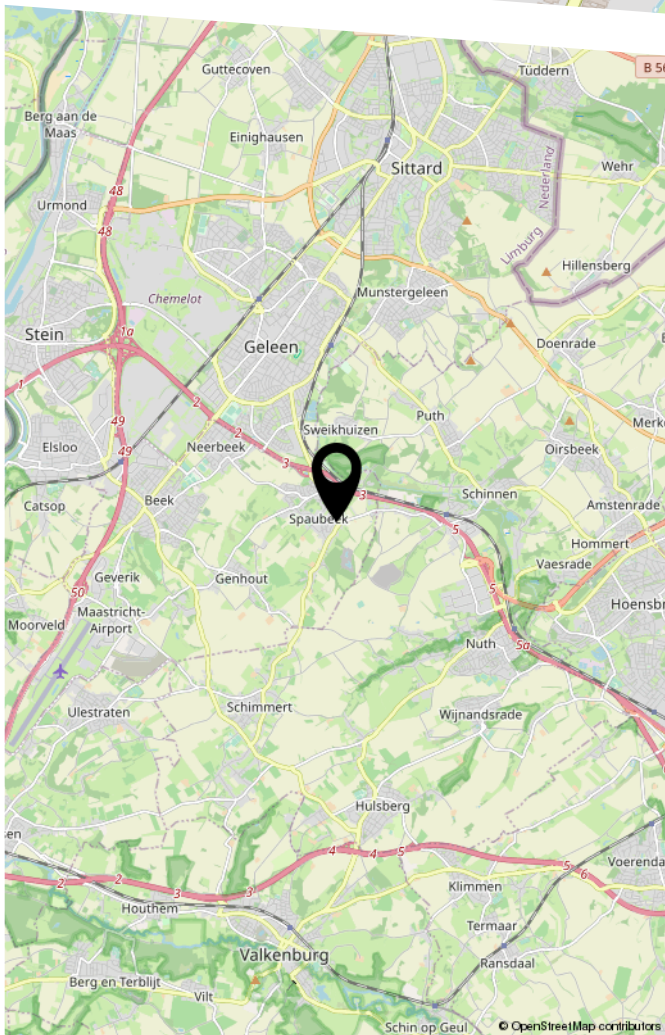 Guttecoven
Tüddern
B 56
Berg aan de
Maas
Einighausen
Sittard
Wehr
Nederland
48
Urmond
48
Limburg
Hillensberg
Chemelot
Munstergeleen
Stein
1a
Geleen
Doenrade
1
2
Puth
49
2
Sweikhuizen
Merke
Elsloo
49
Neerbeek
3
Oirsbeek
Catsop
Beek
3
Schinnen
Amstenrade
Spaubeek
5
Hommert
Vaesrade
Geverik
Genhout
50
5
Hoensbr
Maastricht-
Airport
Moorveld
Nuth
5a
Ulestraten
Schimmert
Wijnandsrade
Hulsberg
sen
4
4
5
5
6
Voerenda
2
2
3
3
Klimmen
Houthem
Termaar
Valkenburg
Ransdaal
Berg en Terblijt
Vilt
Schin op Geul
© OpenStreetMap contributors